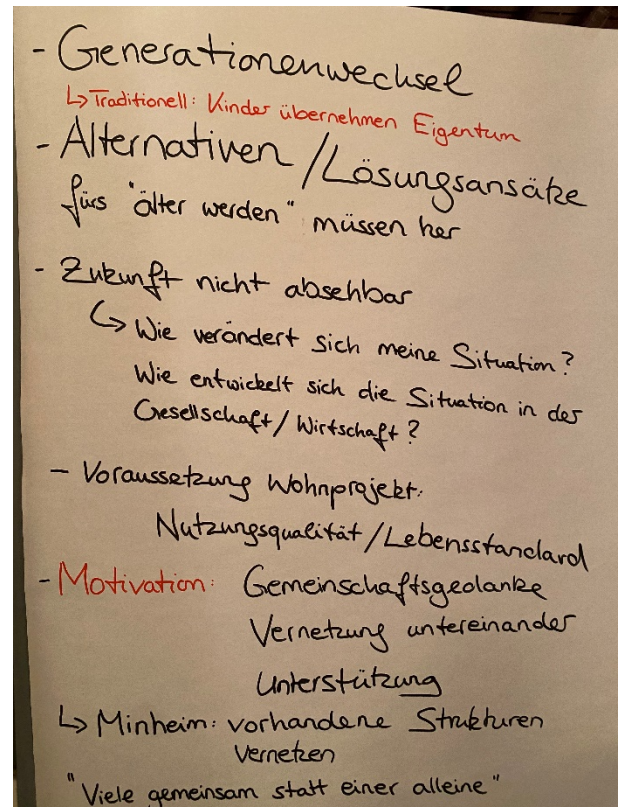 - Generationenwechsel
↳ Traditionell: Kinder übernehmen Eigentum
- Alternativen / Lösungsansätze
fürs "älter werden" müssen her
- Zukunft nicht absehbar
↳ Wie verändert sich meine Situation?
Wie entwickelt sich die Situation in der
Gesellschaft / Wirtschaft?
- Voraussetzung Wohnprojekt:
Nutzungsqualität / Lebensstandard
- Motivation: Gemeinschaftsgedanke
Vernetzung untereinander
Unterstützung
↳ Minheim: vorhandene Strukturen
vernetzen
"Viele gemeinsam statt einer alleine"